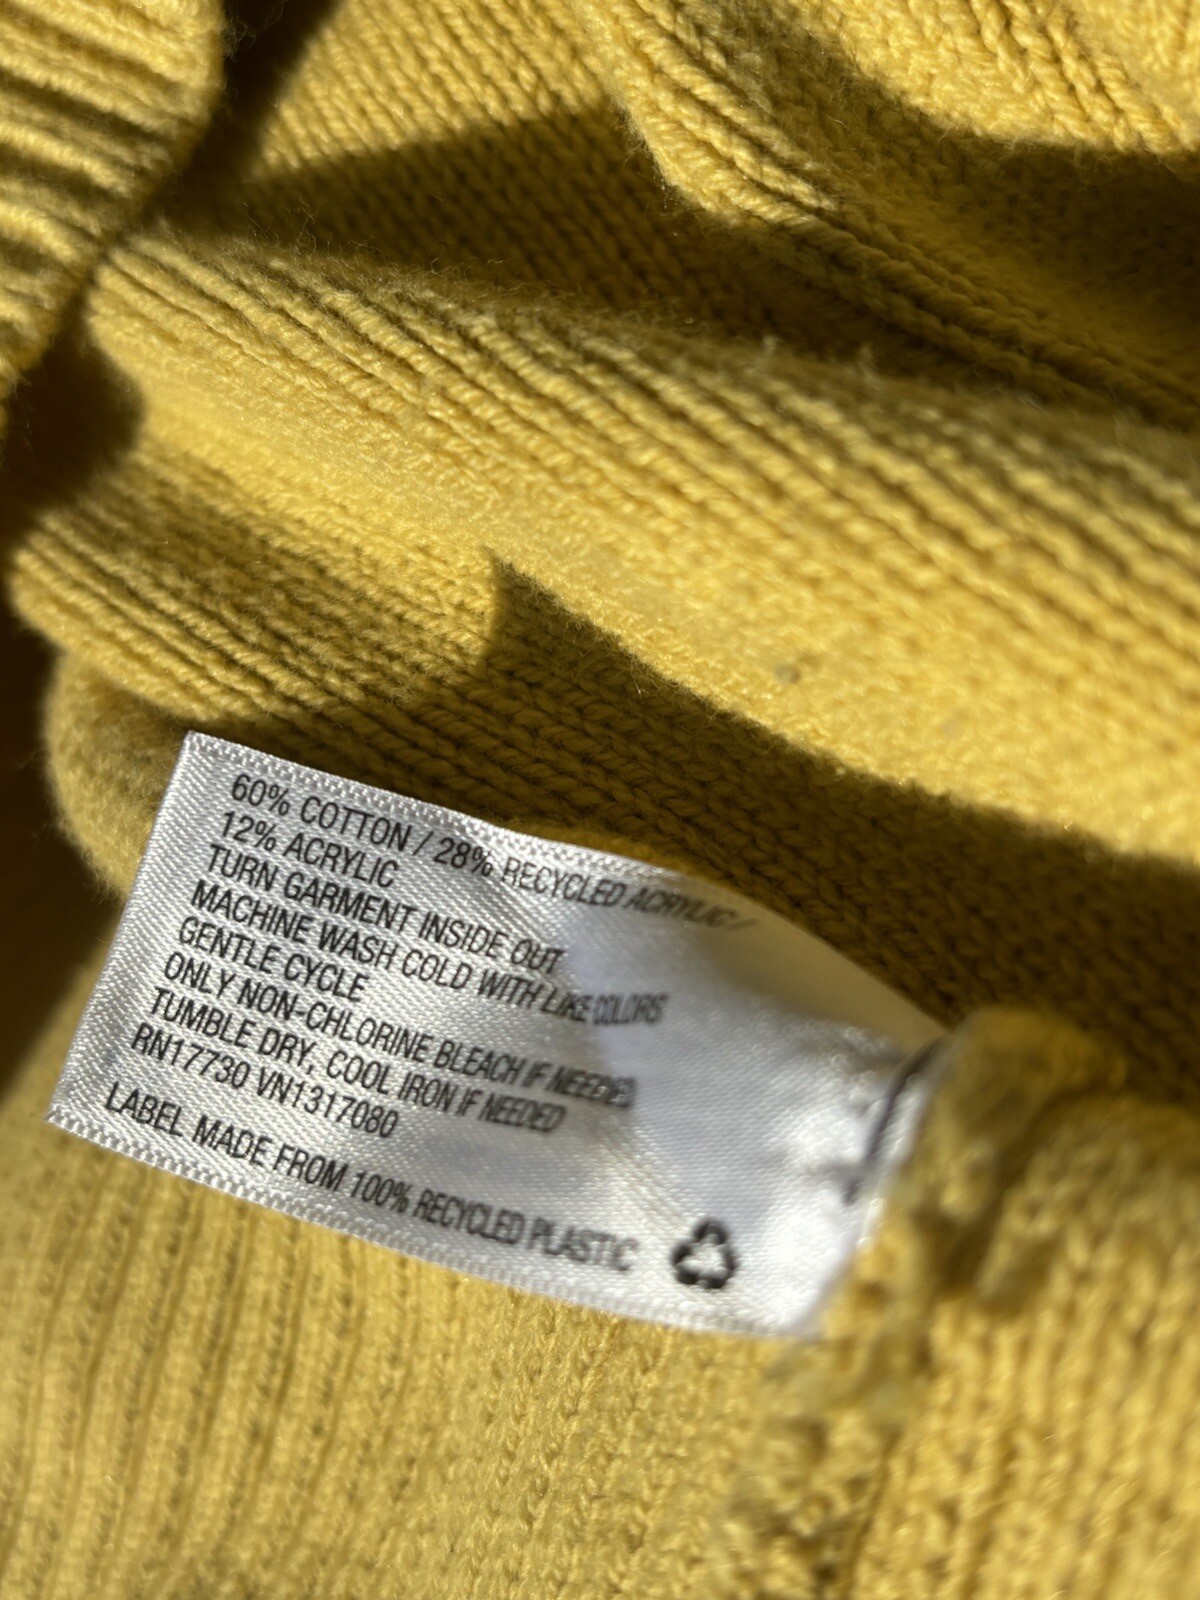 60% COTTON / 28% RECYCLED ACRYLIC /
12% ACRYLIC
TURN GARMENT INSIDE OUT
MACHINE WASH COLD WITH LIKE COLORS
GENTLE CYCLE
ONLY NON-CHLORINE BLEACH IF NEEDED
TUMBLE DRY, COOL IRON IF NEEDED
RN17730 VN1317080
LABEL MADE FROM 100% RECYCLED PLASTIC